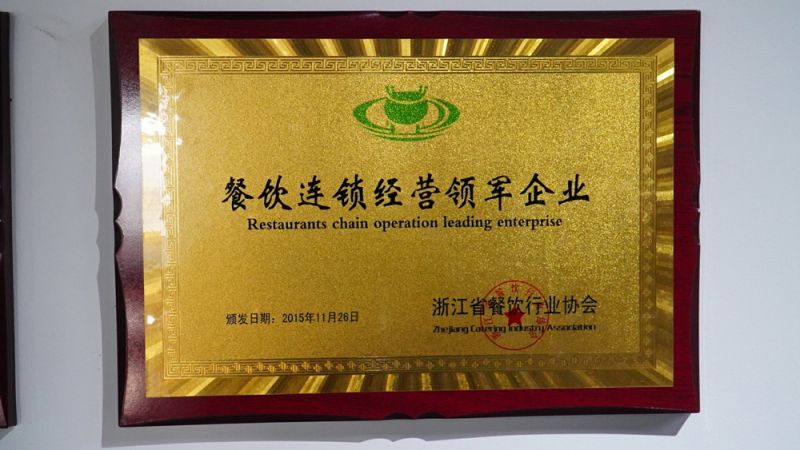 餐饮连锁经营领军企业
Restaurants chain operation leading enterprise
颁发日期：2015年11月26日
浙江省餐饮行业协会
Zhejiang Catering Industry Association